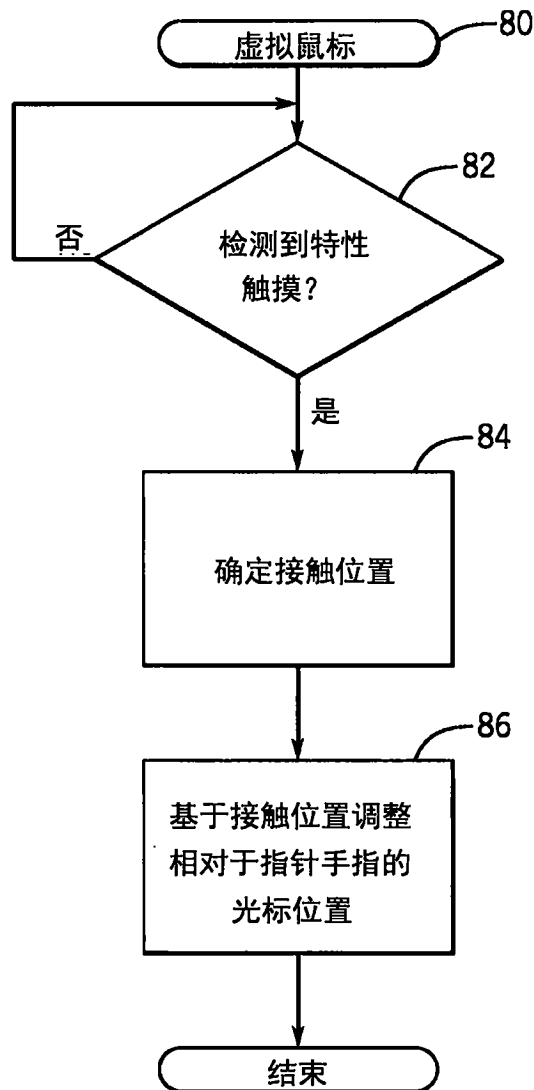 虚拟鼠标
80
82
检测到特性
触摸?
否
是
84
确定接触位置
86
基于接触位置调整
相对于指针手指的
光标位置
结束